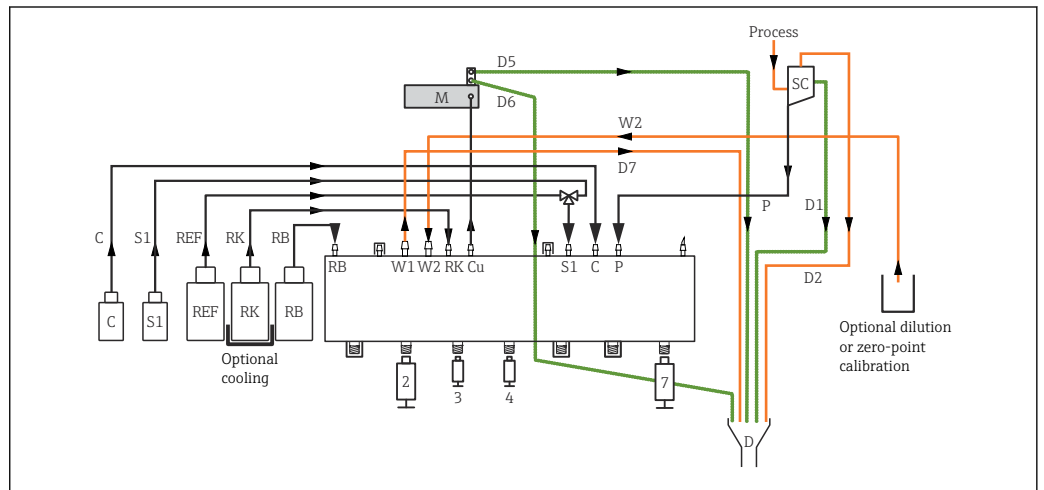 Process
D5
SC
M
D6
W2
D7
P
D1
C
S1
REF
RK
RB
RB
W1
W2
RK
Cu
S1
C
P
D2
C
S1
REF
RK
RB
Optional
cooling
Optional dilution
or zero-point
calibration
2
3
4
7
D